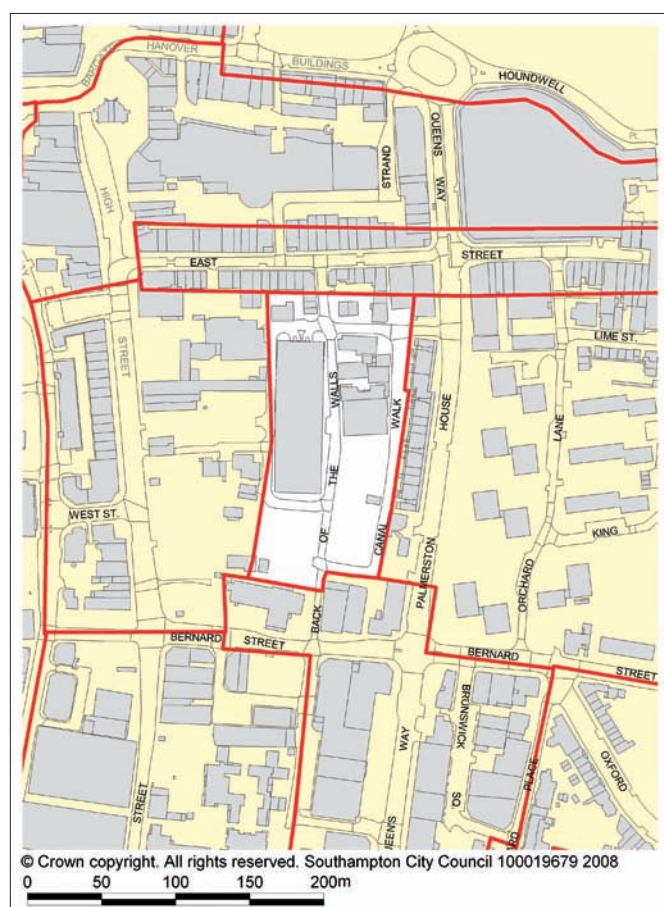 HANOVER
BUILDINGS
BARGATE
HOUNDWELL
Pl.
QUEENS
WAY
STRAND
HIGH
EAST
STREET
STREET
LIME ST.
THE WALLS
WALK
HOUSE
LANE
WEST ST.
OF
CANAL
KING
PALMERSTON
ORCHARD
BACK
BERNARD
STREET
BERNARD
STREET
BRUNSWICK
SQ.
WAY
QUEEN'S
STREET
PLACE
OXFORD
© Crown copyright. All rights reserved. Southampton City Council 100019679 2008
0 50 100 150 200m